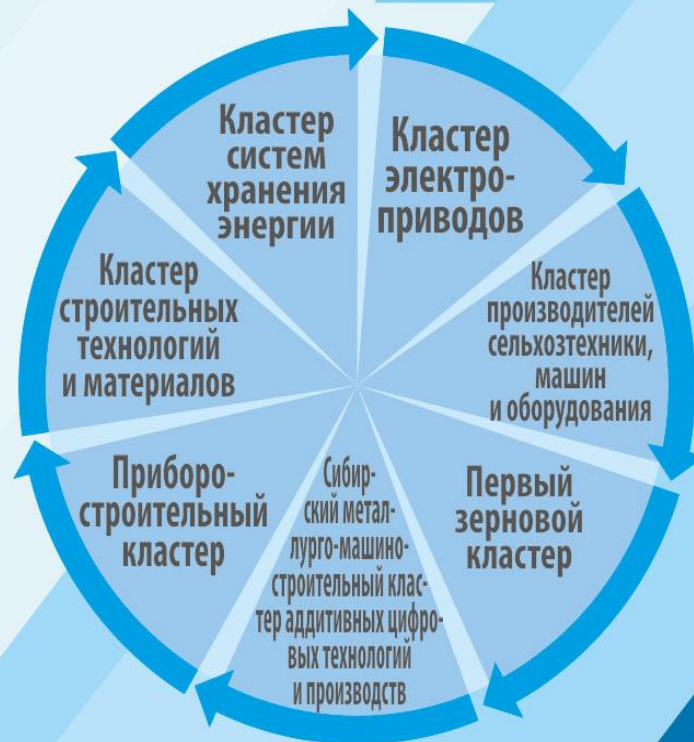 Кластер
систем
хранения
энергии
Кластер
электро-
приводов
Кластер
производителей
сельхозтехники,
машин
и оборудования
Первый
зерновой
кластер
Сибир-
ский метал-
лурго-машино-
строительный клас-
тер аддитивных цифро-
вых технологий
и производств
Приборо-
строительный
кластер
Кластер
строительных
технологий
и материалов